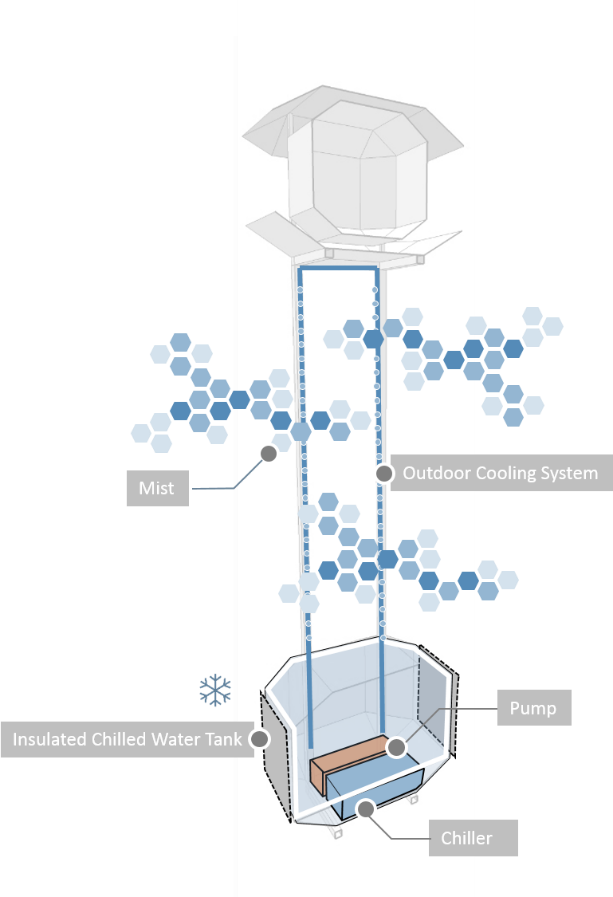 Outdoor Cooling System
Mist
Pump
Insulated Chilled Water Tank
Chiller